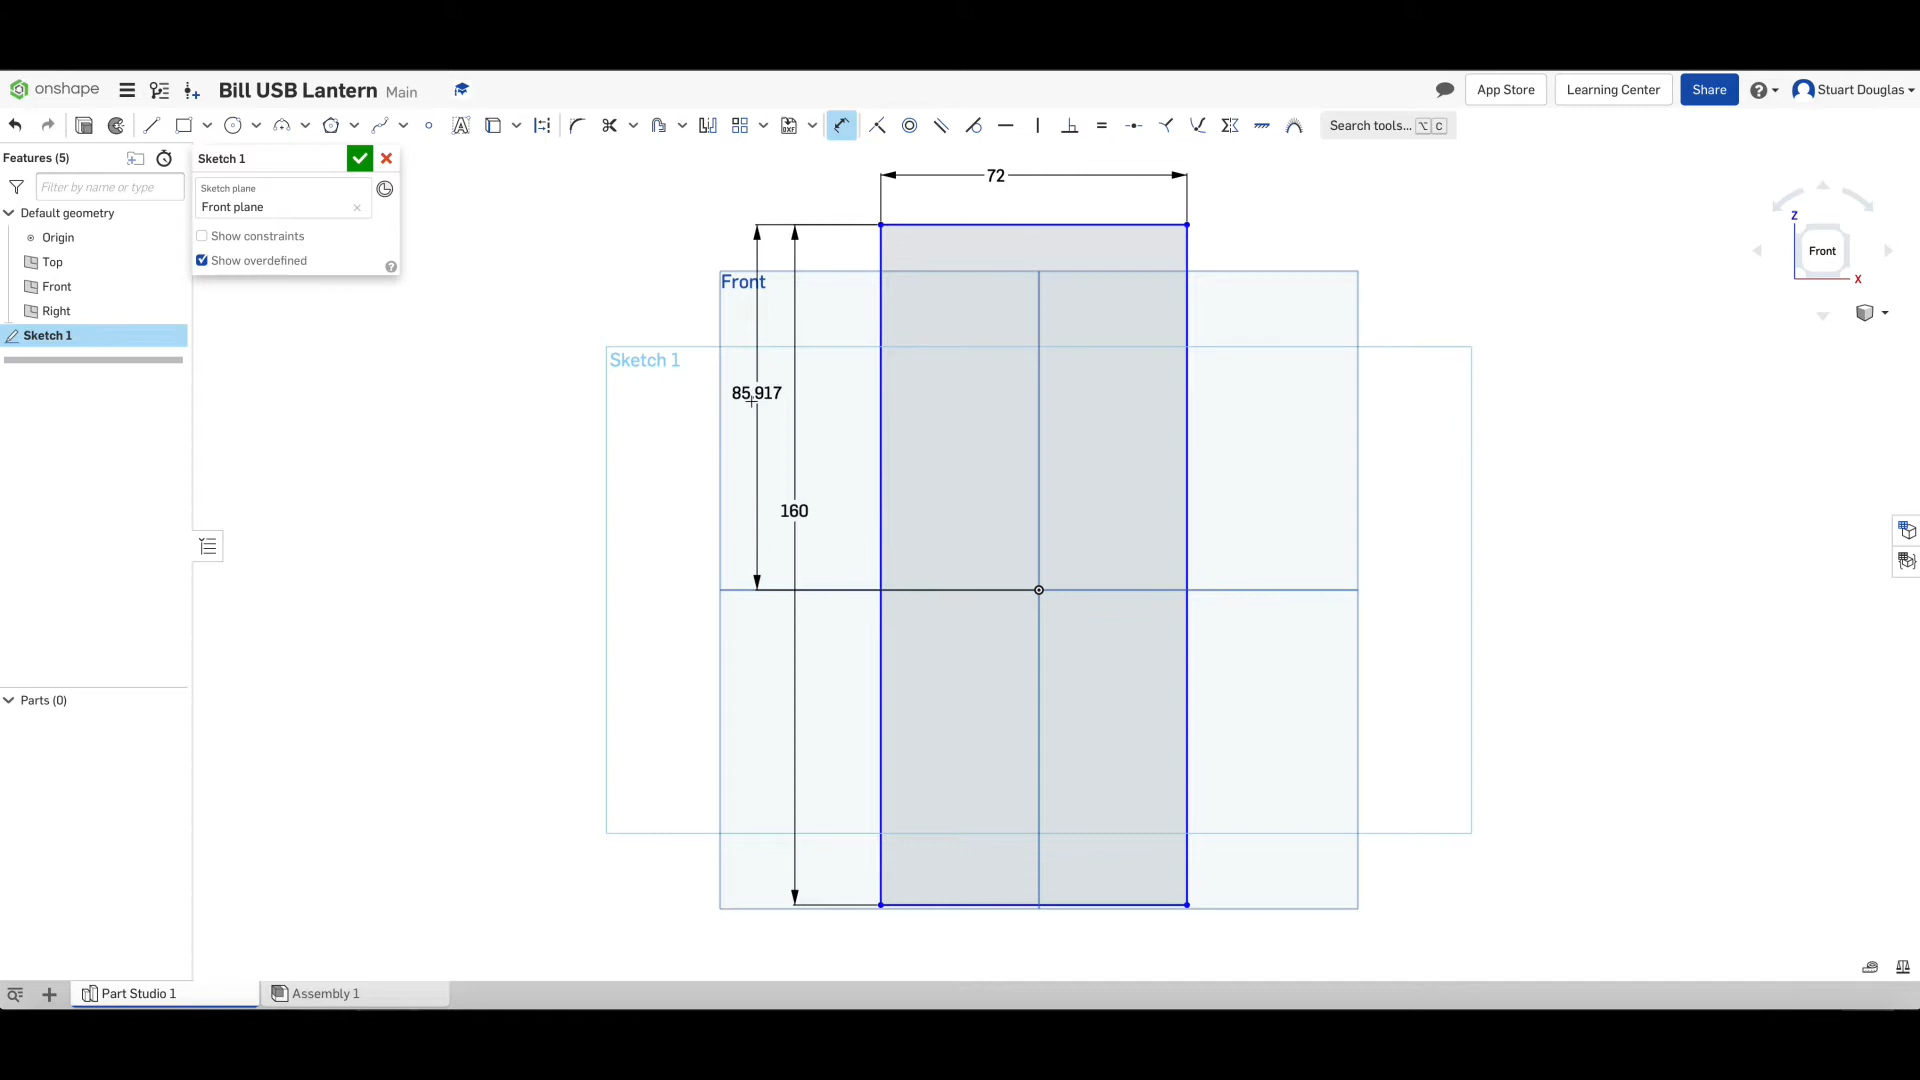 onshape
Bill USB Lantern Main
App Store
Learning Center
Share
Stuart Douglas
Search tools... ⌥ C
Features (5)
Filter by name or type
Default geometry
Origin
Top
Front
Right
Sketch 1
Sketch 1
Sketch plane
Front plane
Show constraints
Show overdefined
72
Front
Sketch 1
85.917
160
Z
Front
X
Parts (0)
Part Studio 1
Assembly 1